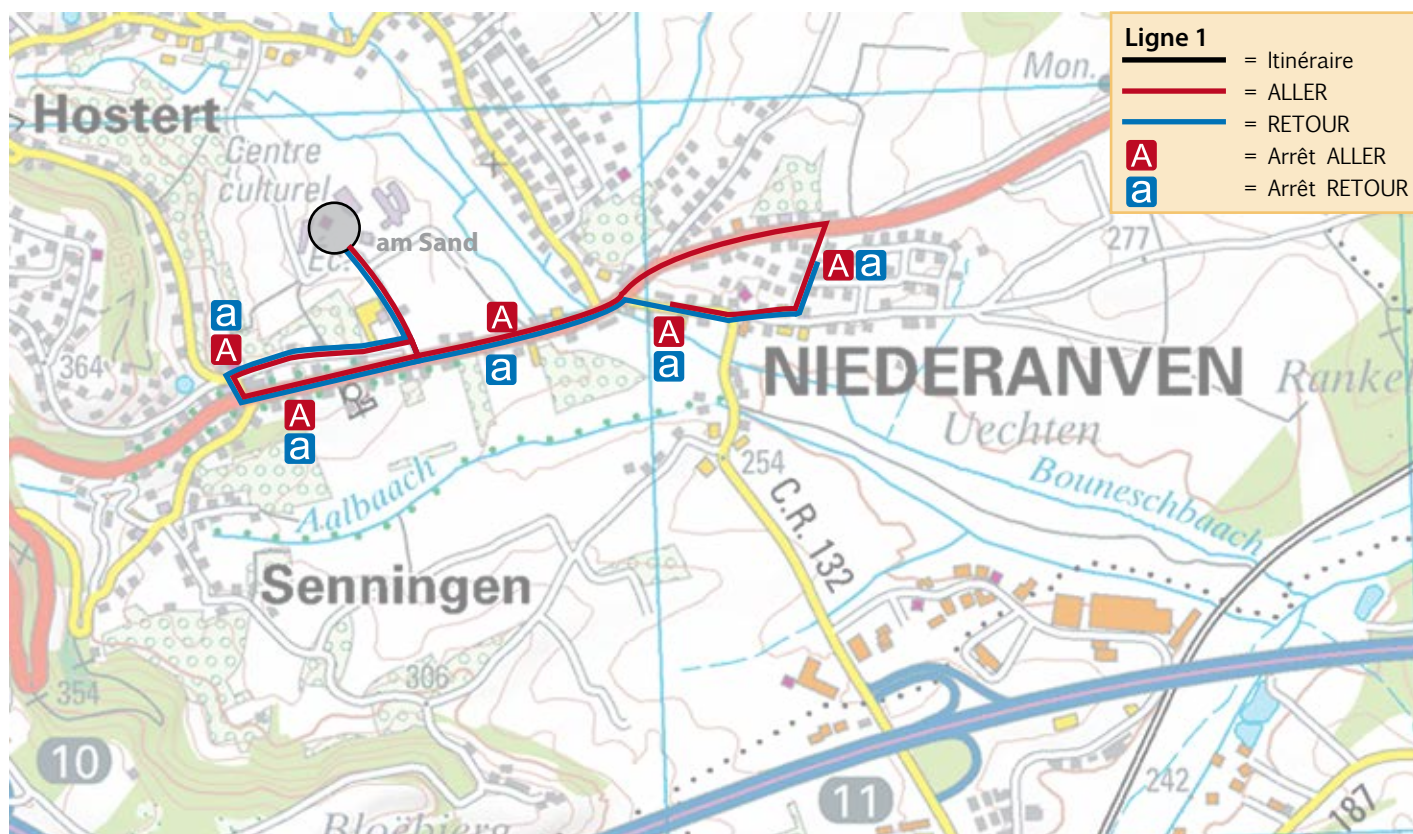 Ligne 1
= Itinéraire
= ALLER
= RETOUR
A = Arrêt ALLER
a = Arrêt RETOUR
Mon.
Hostert
Centre
culturel
am Sand
Ec.
277
A a
a
A
A
a
A
a
364
A
a
NIEDERANVEN
Rankel
Uechten
254
Aalbaach
Bouneschbaach
C.R. 132
Senningen
306
354
10
11
242
187
Bloëbierg